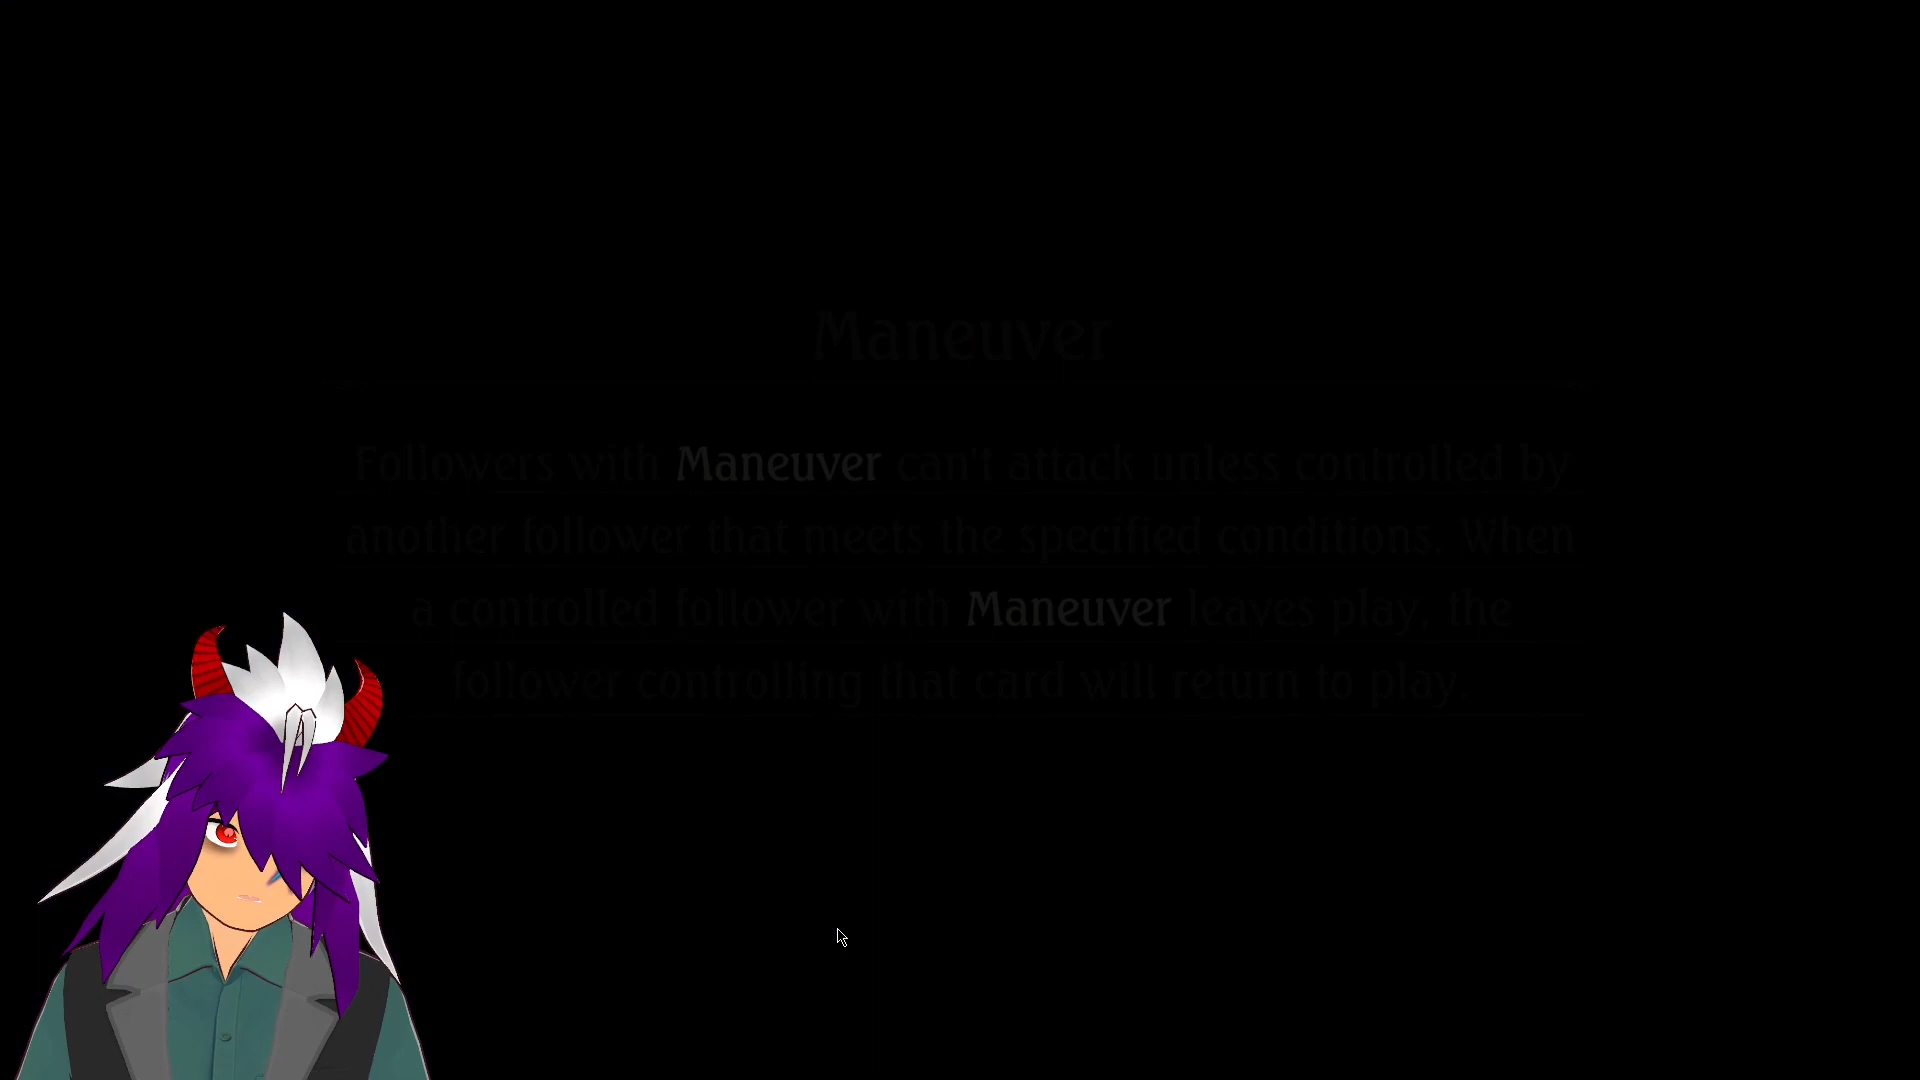 Maneuver
Followers with Maneuver can't attack unless controlled by
another follower that meets the specified conditions. When
a controlled follower with Maneuver leaves play, the
follower controlling that card will return to play.